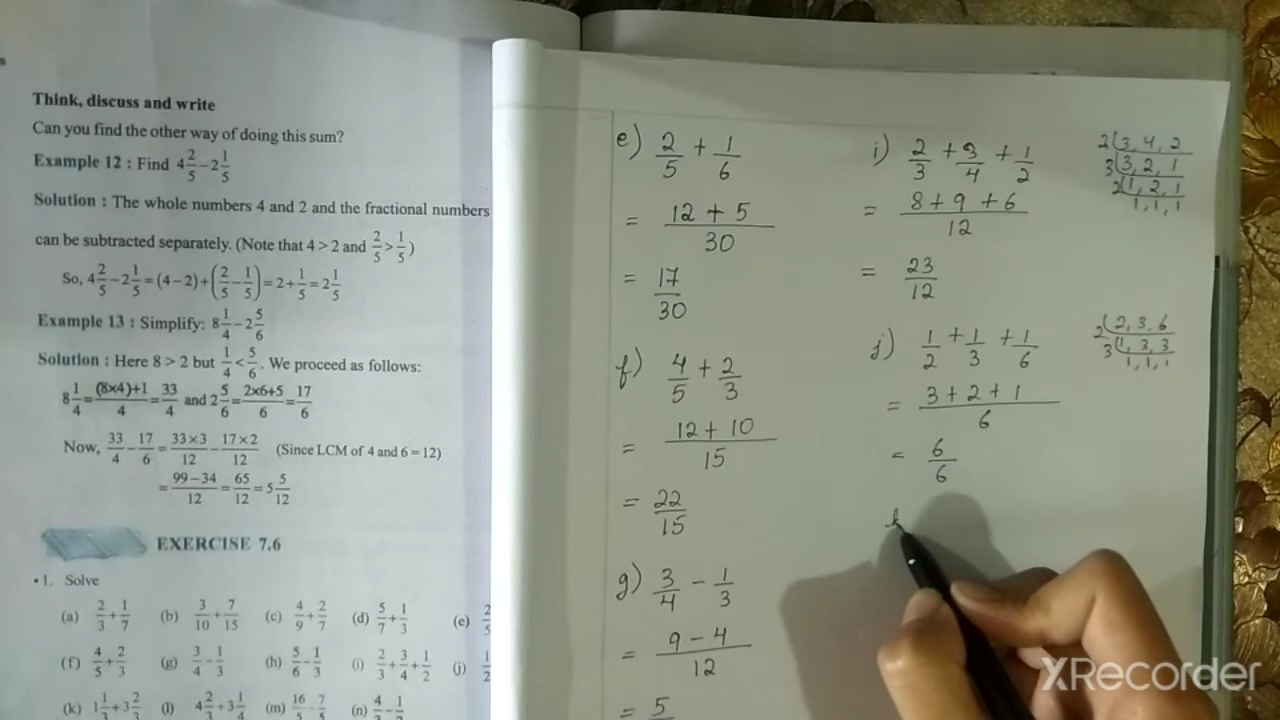 Think, discuss and write
Can you find the other way of doing this sum?
Example 12 : Find 4 2/5 − 2 1/5
Solution : The whole numbers 4 and 2 and the fractional numbers
can be subtracted separately. (Note that 4 > 2 and 2/5 > 1/5)
So, 4 2/5 − 2 1/5 = (4 − 2) + (2/5 − 1/5) = 2 + 1/5 = 2 1/5
Example 13 : Simplify: 8 1/4 − 2 5/6
Solution : Here 8 > 2 but 1/4 < 5/6. We proceed as follows:
8 1/4 = (8×4)+1/4 = 33/4 and 2 5/6 = 2×6+5/6 = 17/6
Now, 33/4 − 17/6 = 33×3/12 − 17×2/12 (Since LCM of 4 and 6 = 12)
= 99 − 34/12 = 65/12 = 5 5/12
EXERCISE 7.6
1. Solve
(a) 2/3 + 1/7 (b) 3/10 + 7/15 (c) 4/9 + 2/7 (d) 5/7 + 1/3 (e) 2/5
(f) 4/5 + 2/3 (g) 3/4 − 1/3 (h) 5/6 − 1/3 (i) 2/3 + 3/4 + 1/2 (j) 1/2
(k) 1 1/3 + 3 2/3 (l) 4 2/3 + 3 1/4 (m) 16/5 − 7/5 (n) 4/3 − 1/2
e) 2/5 + 1/6
= 12 + 5/30
= 17/30
f) 4/5 + 2/3
= 12 + 10/15
= 22/15
g) 3/4 − 1/3
= 9 − 4/12
= 5
i) 2/3 + 3/4 + 1/2
= 8 + 9 + 6/12
= 23/12
2 3, 4, 2
3 3, 2, 1
2 1, 2, 1
1, 1, 1
j) 1/2 + 1/3 + 1/6
= 3 + 2 + 1/6
= 6/6
2 2, 3, 6
3 1, 3, 3
1, 1, 1
XRecorder